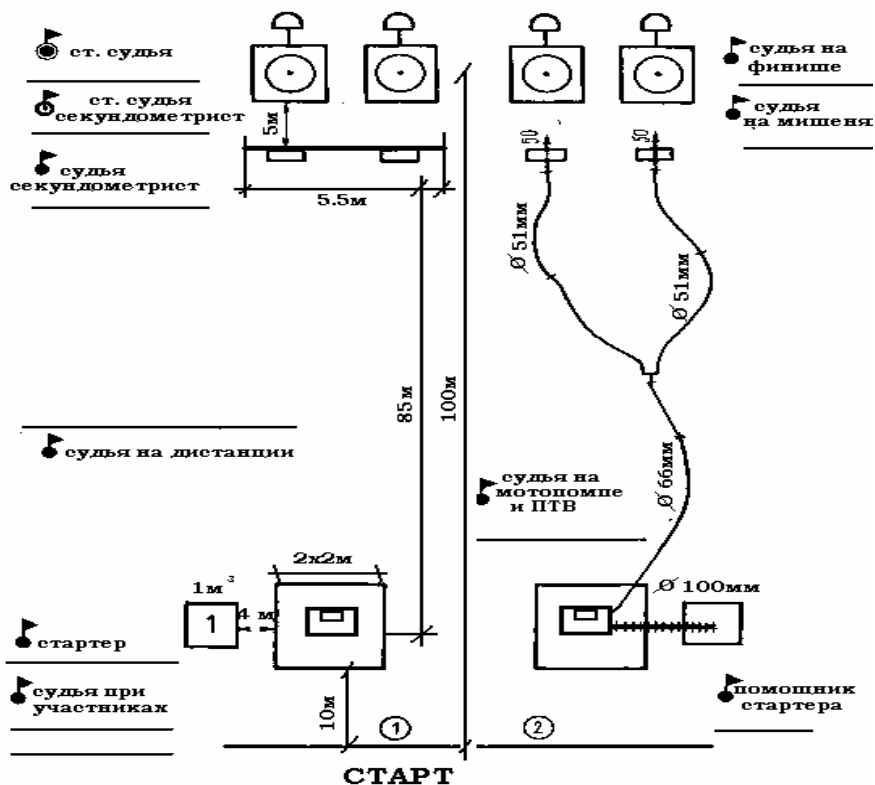 ст. судья
ст. судья
секундометрист
судья
секундометрист
5м
5.5м
судья на
финише
судья
на мишенях
50
50
Ø 51мм
Ø 51мм
85м
100м
судья на дистанции
судья на
мотопомпе
и ПТВ
Ø 66мм
2х2м
1м³
4 м
1
Ø 100мм
стартер
судья при
участниках
10м
1
2
помощник
стартера
СТАРТ